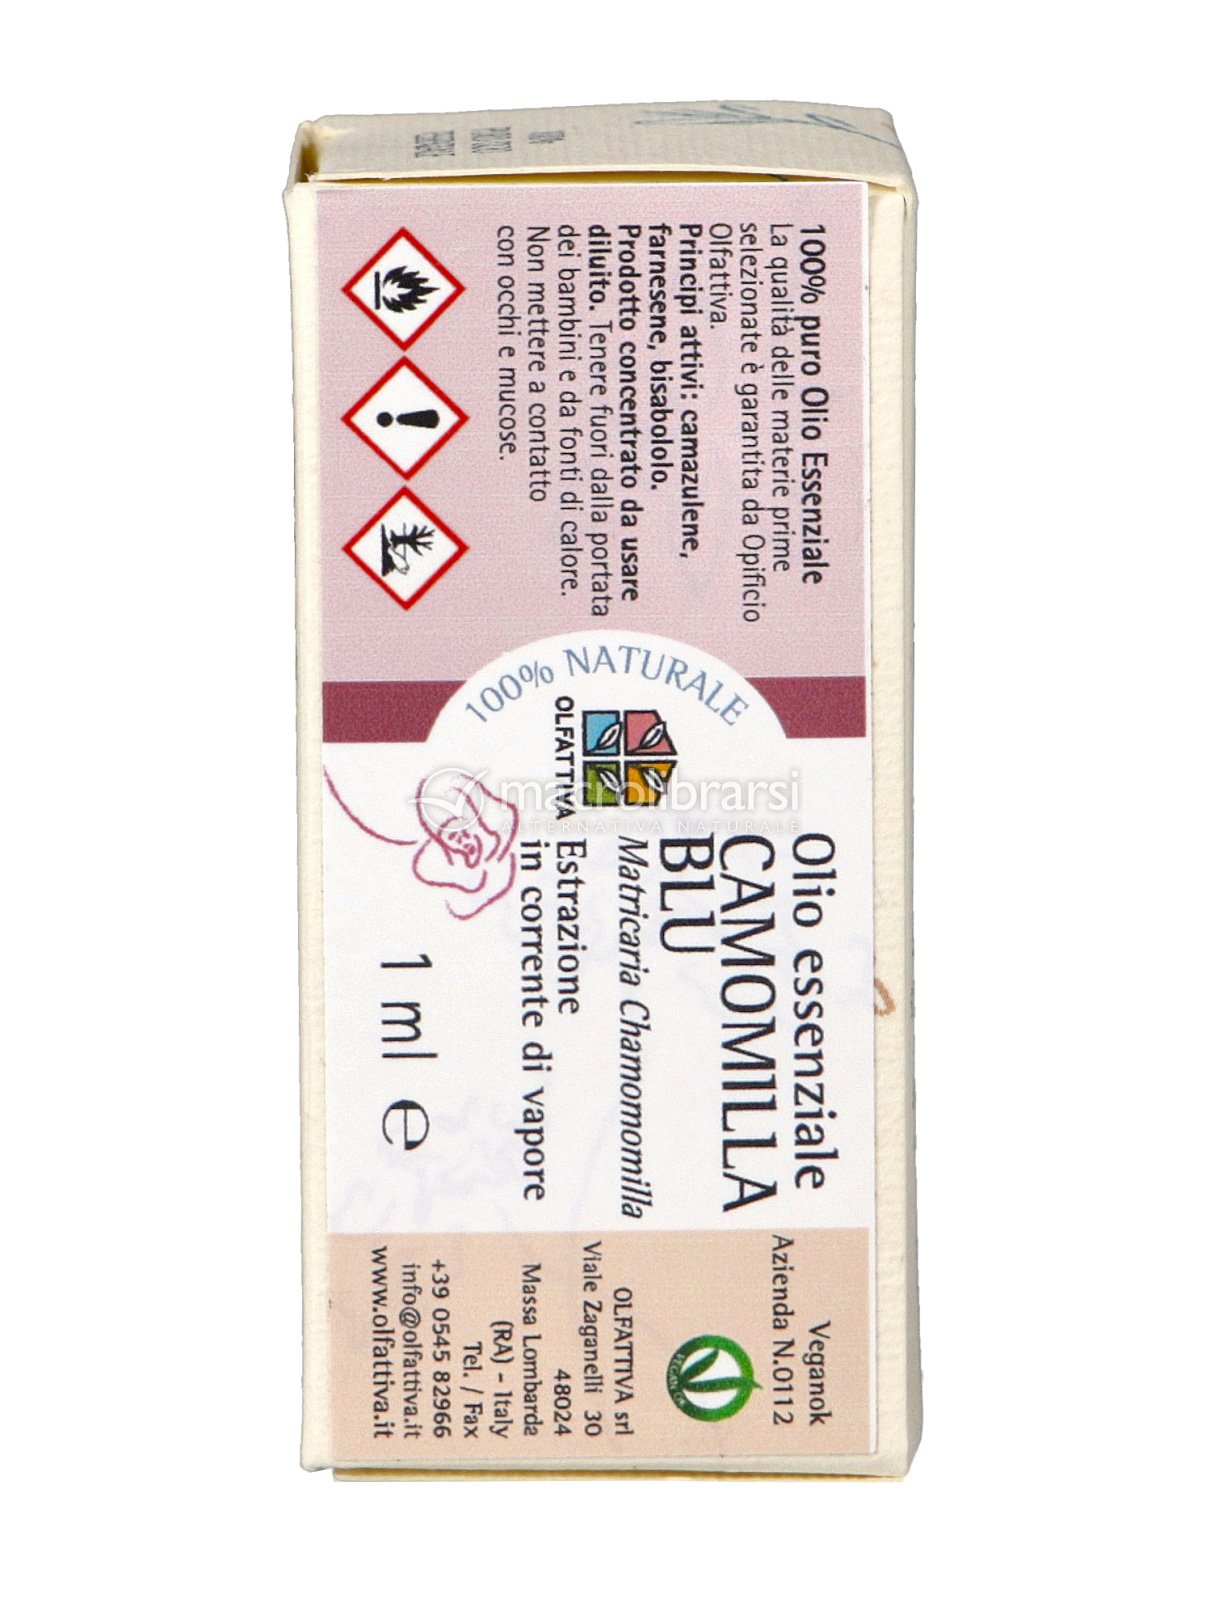 100% puro Olio Essenziale
La qualità delle materie prime
selezionate è garantita da Opificio
Olfattiva.
Principi attivi: camazulene,
farnesene, bisabololo.
Prodotto concentrato da usare
diluito. Tenere fuori dalla portata
dei bambini e da fonti di calore.
Non mettere a contatto
con occhi e mucose.
100% NATURALE
OLFATTIVA
Olio essenziale
CAMOMILLA
BLU
Matricaria Chamomomilla
Estrazione
in corrente di vapore
1 ml e
Veganok
Azienda N.0112
VEGAN OK
OLFATTIVA srl
Viale Zaganelli 30
48024
Massa Lombarda
(RA) - Italy
Tel. / Fax
+39 0545 82966
info@olfattiva.it
www.olfattiva.it
macrolibrarsi
ALTERNATIVA NATURALE